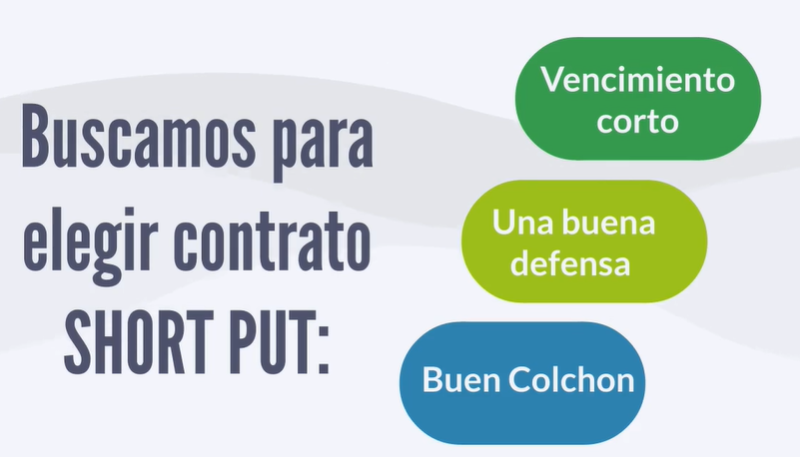 Buscamos para
elegir contrato
SHORT PUT:
Vencimiento
corto
Una buena
defensa
Buen Colchon